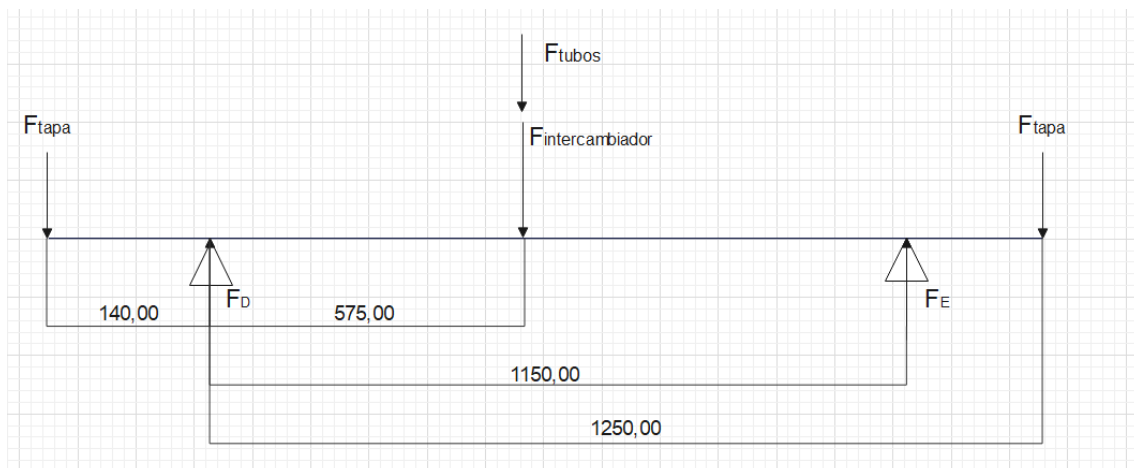 Ftubos
Ftapa
Fintercambiador
Ftapa
FD
FE
140,00
575,00
1150,00
1250,00